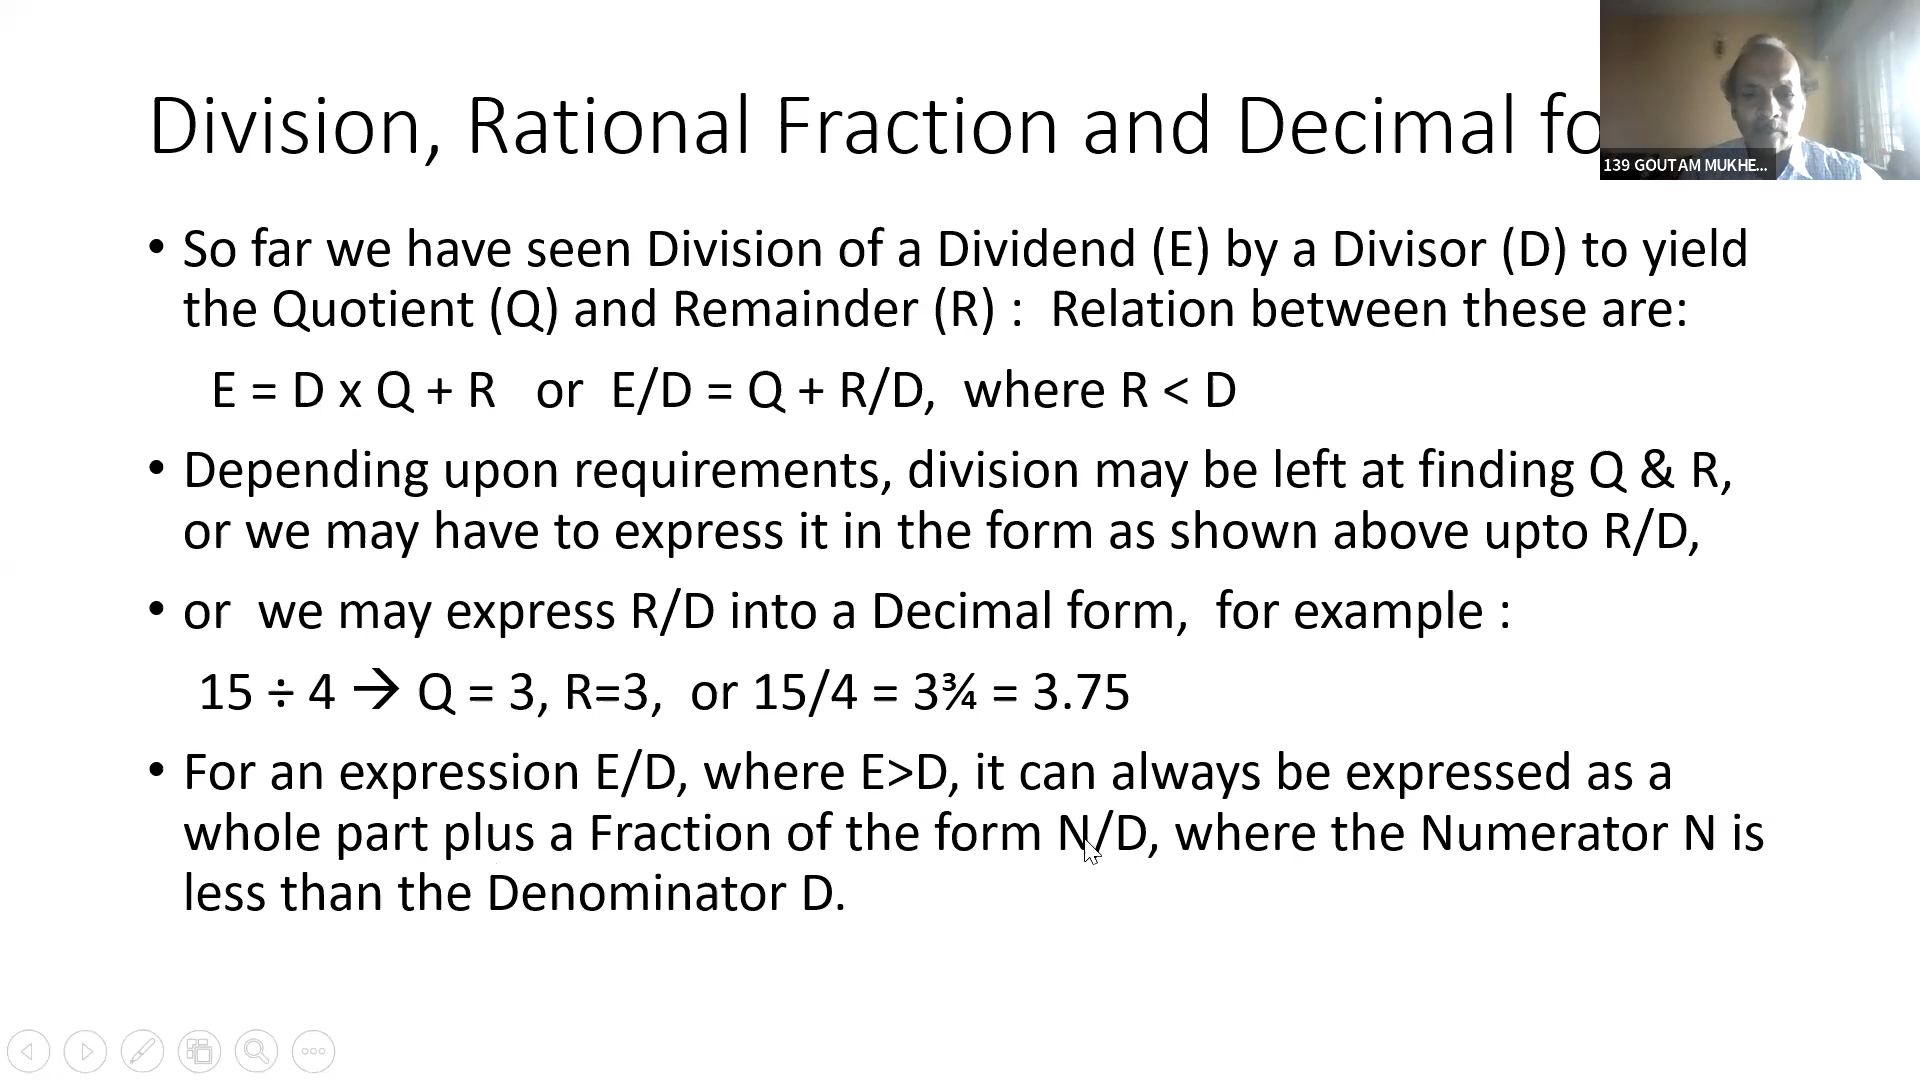 Division, Rational Fraction and Decimal fo
139 GOUTAM MUKHE...
• So far we have seen Division of a Dividend (E) by a Divisor (D) to yield
the Quotient (Q) and Remainder (R) :  Relation between these are:
E = D x Q + R   or  E/D = Q + R/D,  where R < D
• Depending upon requirements, division may be left at finding Q & R,
or we may have to express it in the form as shown above upto R/D,
• or  we may express R/D into a Decimal form,  for example :
15 ÷ 4 → Q = 3, R=3,  or 15/4 = 3¾ = 3.75
• For an expression E/D, where E>D, it can always be expressed as a
whole part plus a Fraction of the form N/D, where the Numerator N is
less than the Denominator D.